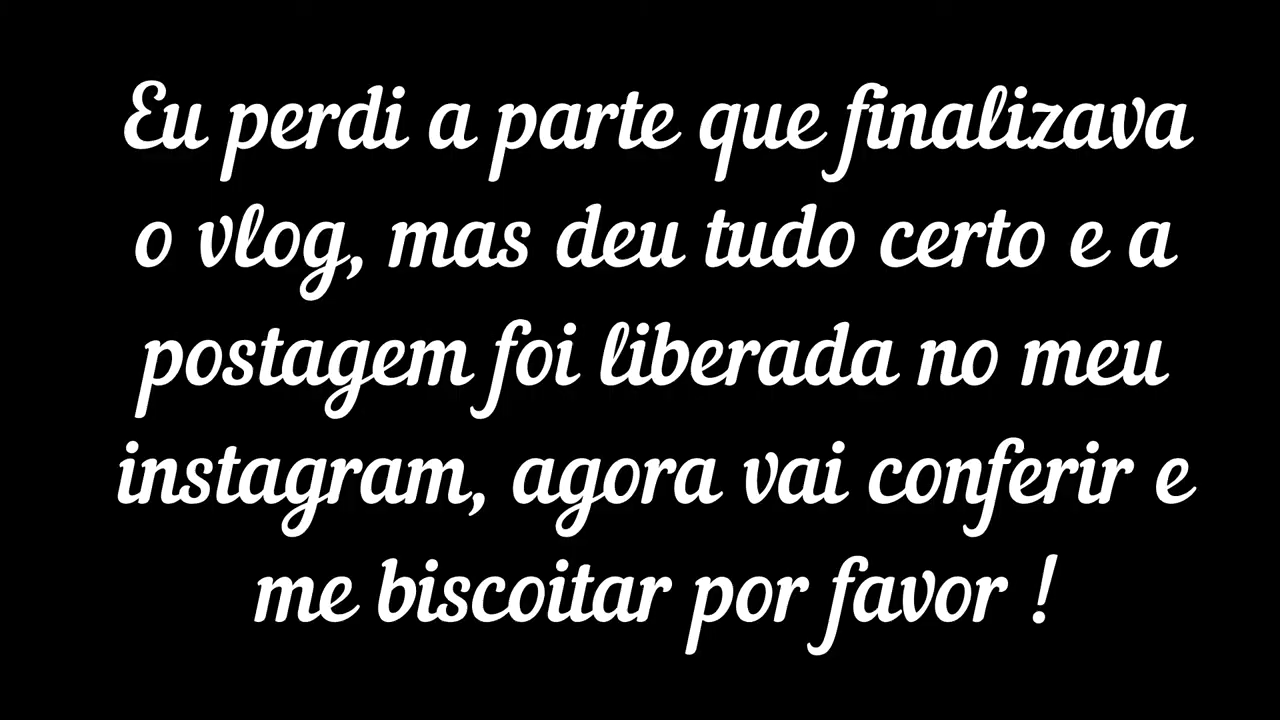 Eu perdi a parte que finalizava
o vlog, mas deu tudo certo e a
postagem foi liberada no meu
instagram, agora vai conferir e
me biscoitar por favor !